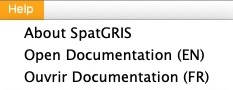 Help
About SpatGRIS
Open Documentation (EN)
Ouvrir Documentation (FR)